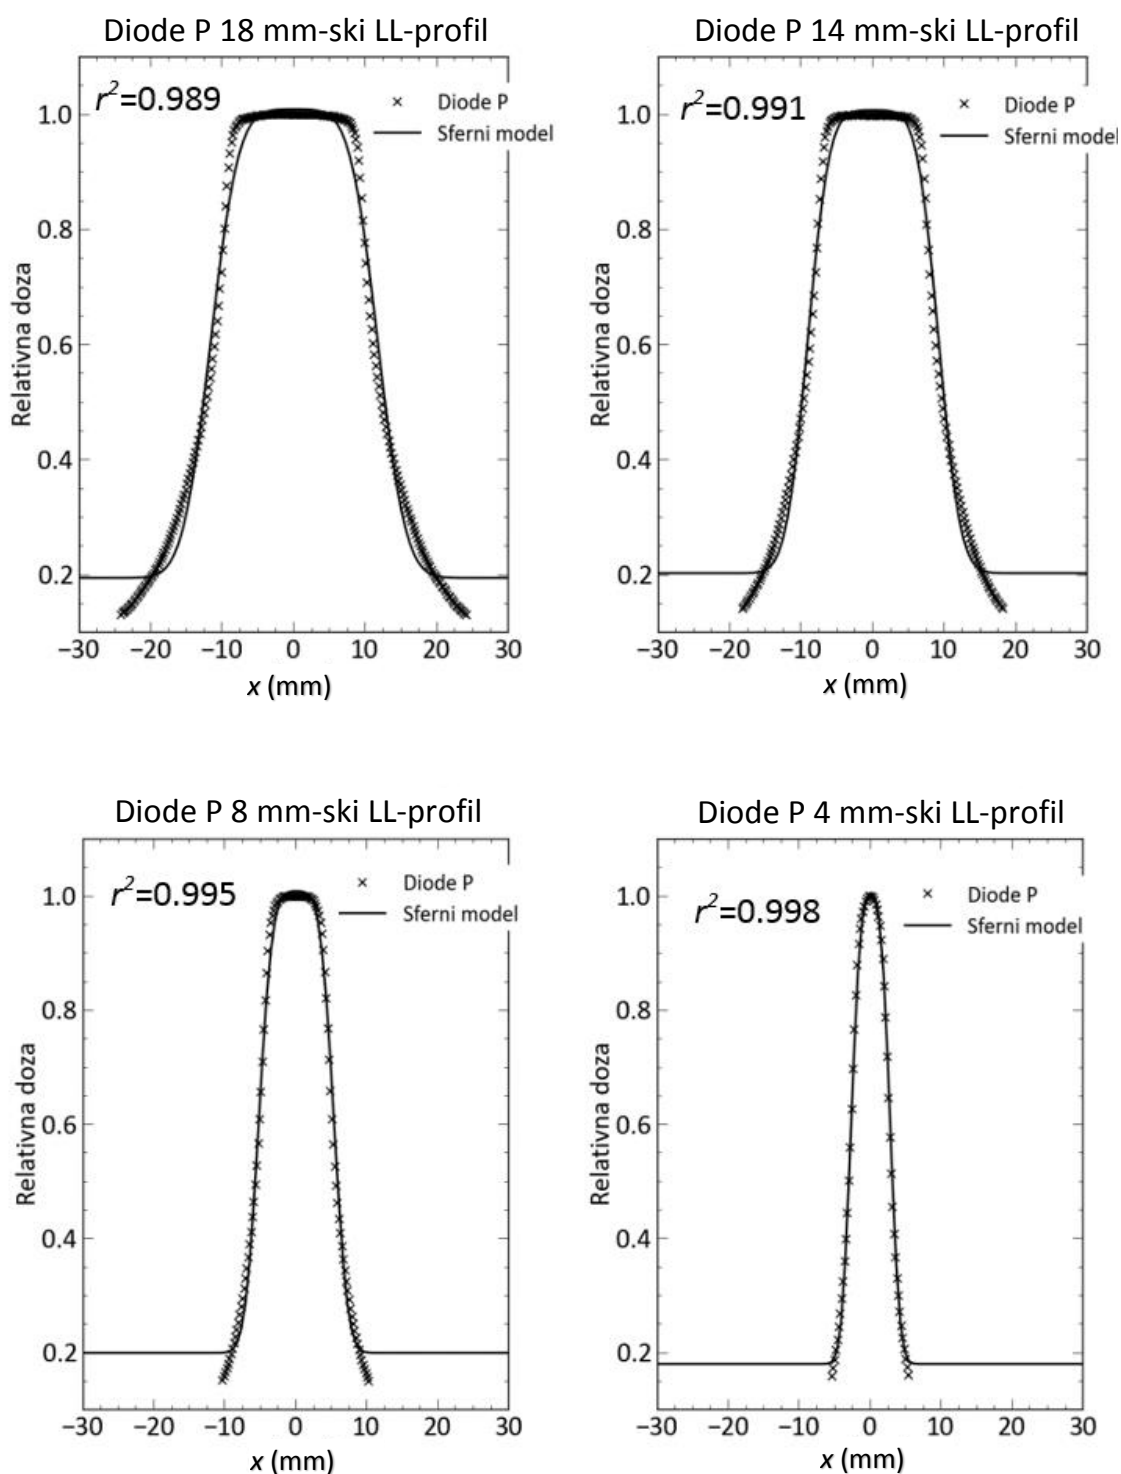 Diode P 18 mm-ski LL-profil
r²=0.989
Diode P
Sferni model
1.0
0.8
0.6
0.4
0.2
Relativna doza
−30 −20 −10 0 10 20 30
x (mm)
Diode P 14 mm-ski LL-profil
r²=0.991
Diode P
Sferni model
1.0
0.8
0.6
0.4
0.2
Relativna doza
−30 −20 −10 0 10 20 30
x (mm)
Diode P 8 mm-ski LL-profil
r²=0.995
Diode P
Sferni model
1.0
0.8
0.6
0.4
0.2
Relativna doza
−30 −20 −10 0 10 20 30
x (mm)
Diode P 4 mm-ski LL-profil
r²=0.998
Diode P
Sferni model
1.0
0.8
0.6
0.4
0.2
Relativna doza
−30 −20 −10 0 10 20 30
x (mm)